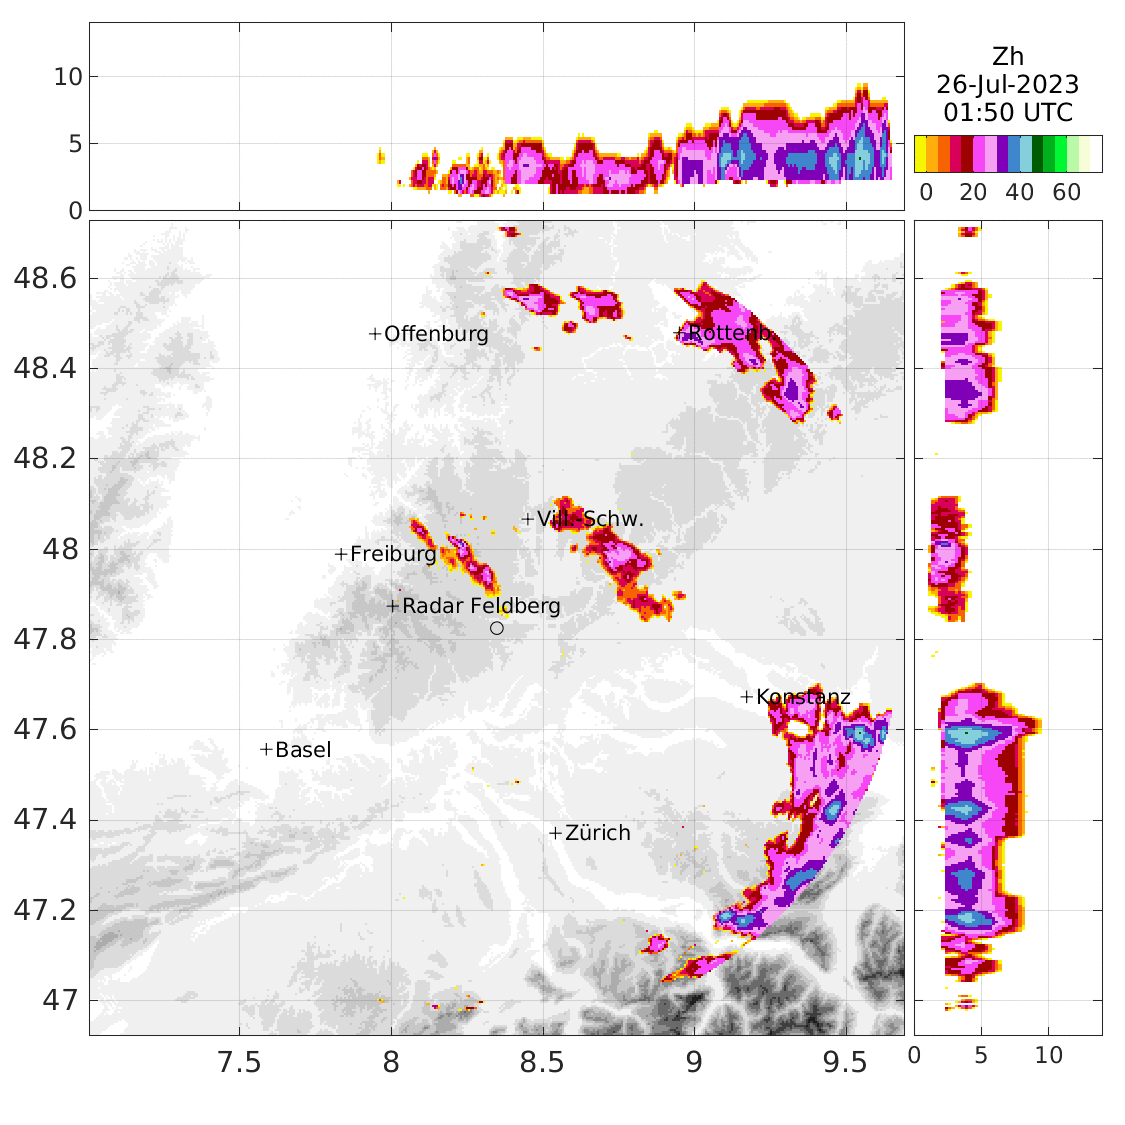 Zh
26-Jul-2023
01:50 UTC
0 20 40 60
10
5
0
48.6
48.4
48.2
48
47.8
47.6
47.4
47.2
47
+Offenburg
+Rottenb.
+Vill.-Schw.
+Freiburg
+Radar Feldberg
+Konstanz
+Basel
+Zürich
7.5 8 8.5 9 9.5
0 5 10